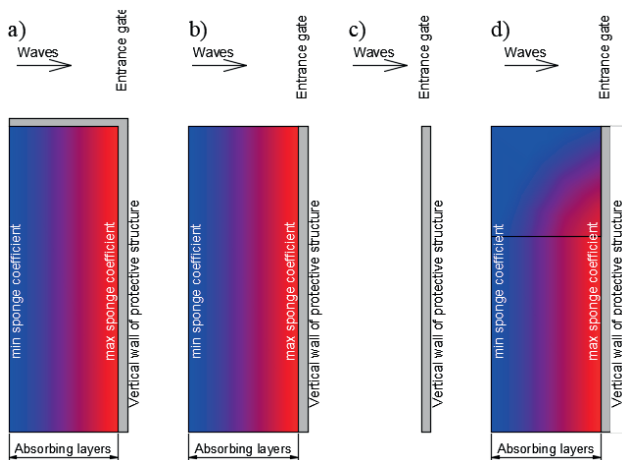 a)
Waves
Entrance gate
min sponge coefficient
max sponge coefficient
Vertical wall of protective structure
Absorbing layers
b)
Waves
Entrance gate
min sponge coefficient
max sponge coefficient
Vertical wall of protective structure
Absorbing layers
c)
Waves
Entrance gate
Vertical wall of protective structure
d)
Waves
Entrance gate
min sponge coefficient
max sponge coefficient
Vertical wall of protective structure
Absorbing layers